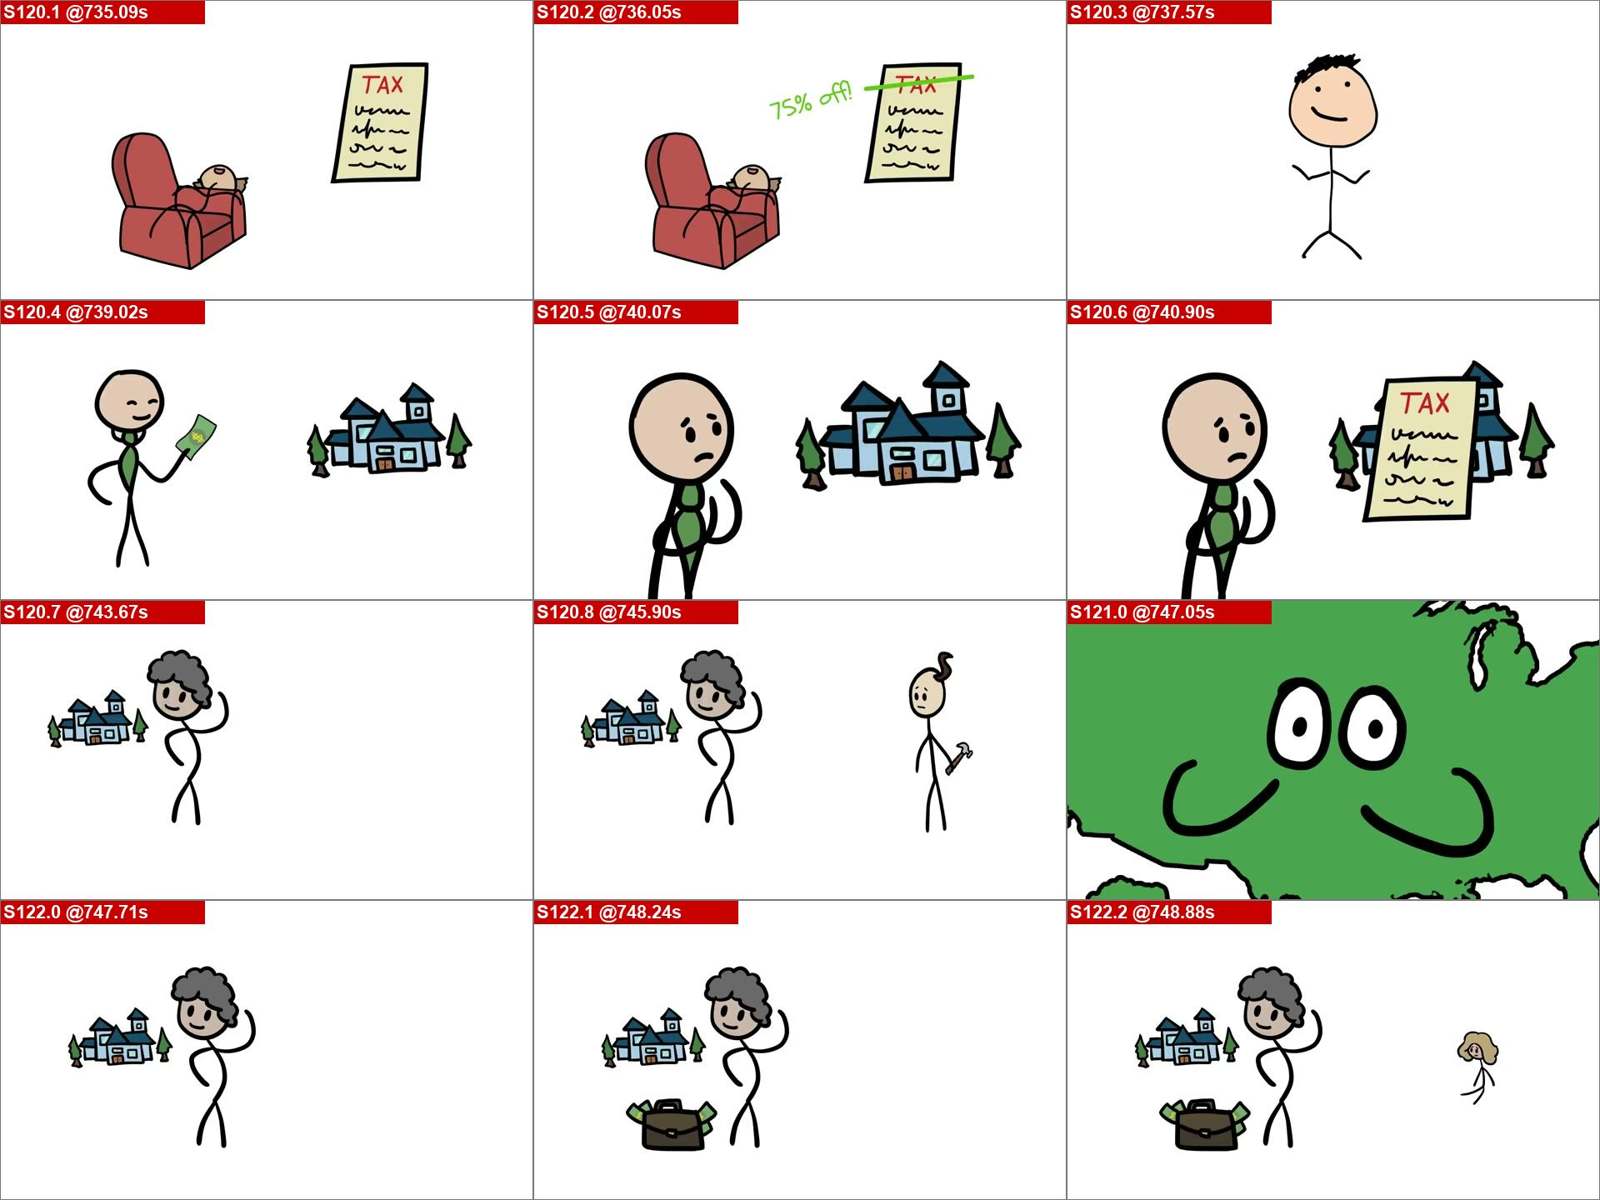 S120.1 @735.09s
TAX
S120.2 @736.05s
75% off!
TAX
S120.3 @737.57s
S120.4 @739.02s
S120.5 @740.07s
S120.6 @740.90s
TAX
S120.7 @743.67s
S120.8 @745.90s
S121.0 @747.05s
S122.0 @747.71s
S122.1 @748.24s
S122.2 @748.88s